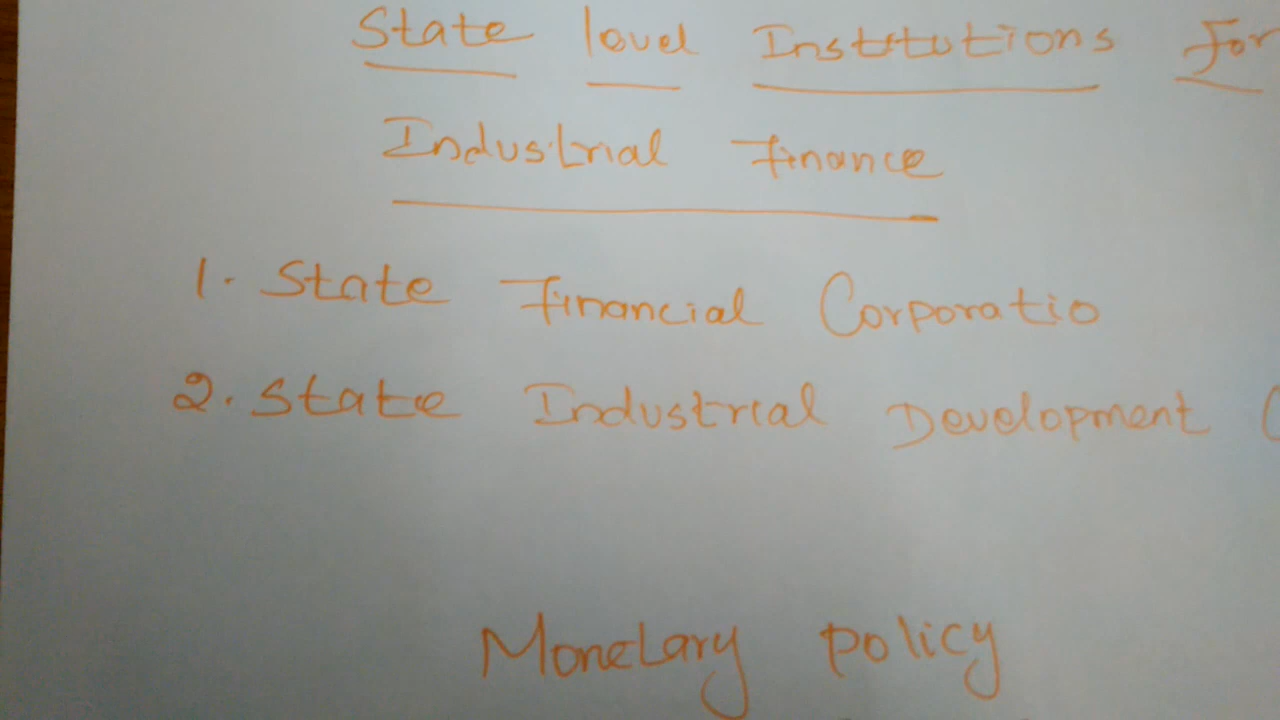 State level Institutions for
Industrial Finance
1. State Financial Corporatio
2. State Industrial Development C
Monetary policy